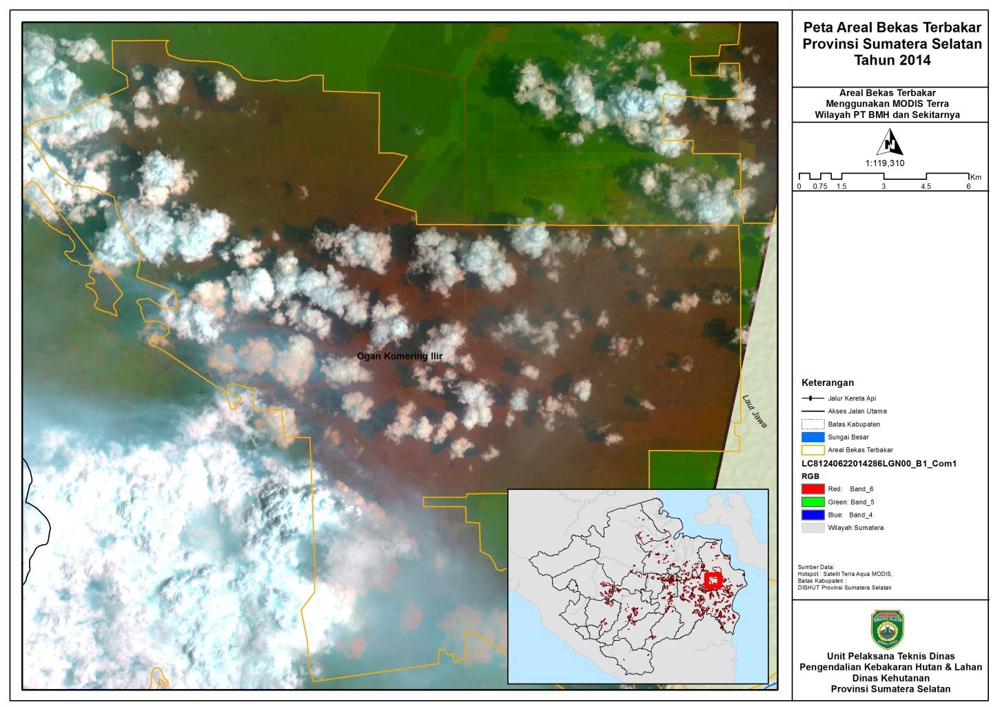 Peta Areal Bekas Terbakar
Provinsi Sumatera Selatan
Tahun 2014
Areal Bekas Terbakar
Menggunakan MODIS Terra
Wilayah PT BMH dan Sekitarnya
N
1:119,310
Km
0 0.75 1.5 3 4.5 6
Ogan Komering Ilir
Laut Jawa
Keterangan
Jalur Kereta Api
Akses Jalan Utama
Batas Kabupaten
Sungai Besar
Areal Bekas Terbakar
LC81240622014286LGN00_B1_Com1
RGB
Red: Band_6
Green: Band_5
Blue: Band_4
Wilayah Sumatera
Sumber Data:
Hotspot : Satelit Terra Aqua MODIS,
Batas Kabupaten :
DISHUT Provinsi Sumatera Selatan
SUMATERA SELATAN
Unit Pelaksana Teknis Dinas
Pengendalian Kebakaran Hutan & Lahan
Dinas Kehutanan
Provinsi Sumatera Selatan